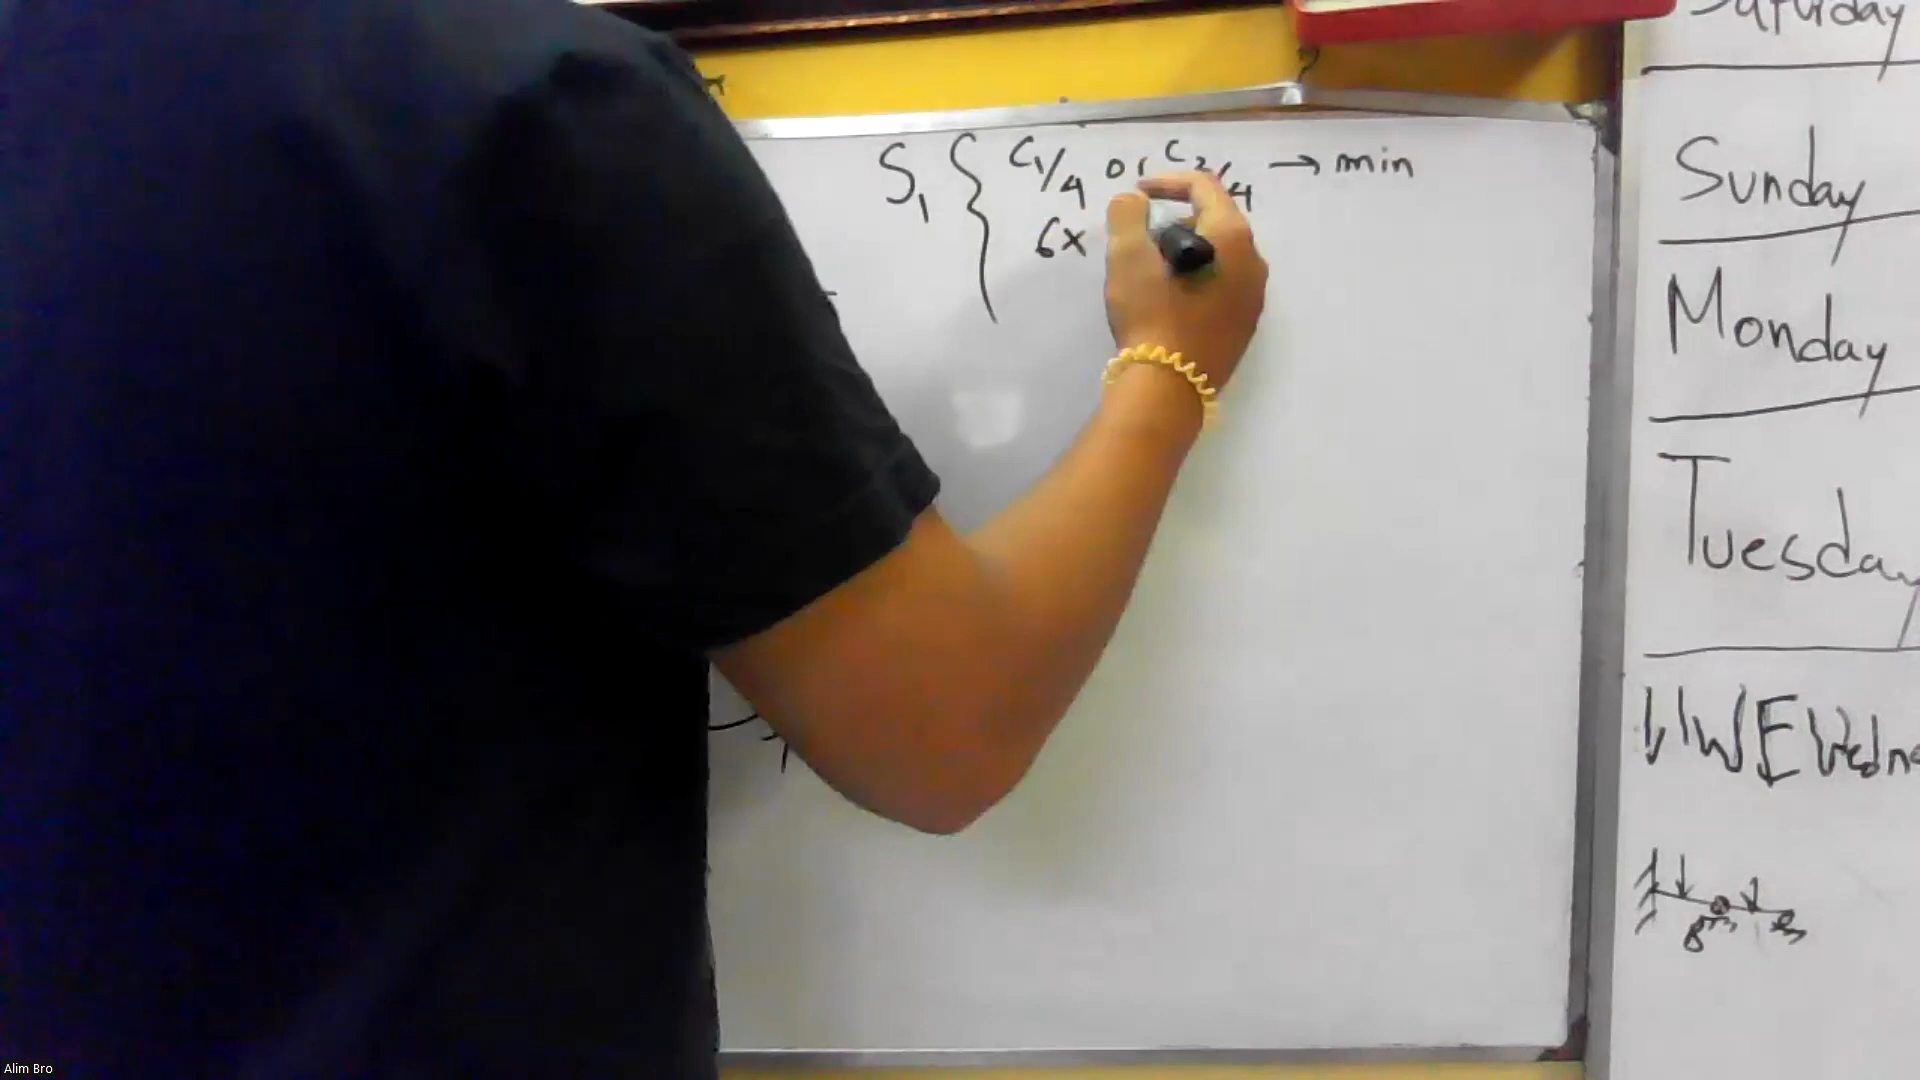 S₁ { C₁/4 or C₂/4 → min
6x
Saturday
Sunday
Monday
Tuesday
Alim Bro